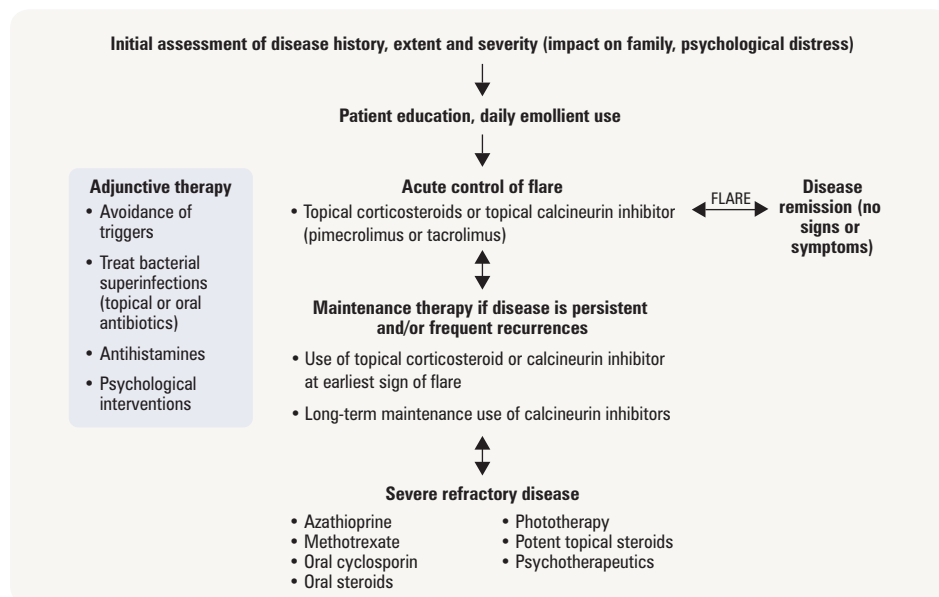 Initial assessment of disease history, extent and severity (impact on family, psychological distress)
Patient education, daily emollient use
Adjunctive therapy
• Avoidance of
triggers
• Treat bacterial
superinfections
(topical or oral
antibiotics)
• Antihistamines
• Psychological
interventions
Acute control of flare
• Topical corticosteroids or topical calcineurin inhibitor
(pimecrolimus or tacrolimus)
FLARE
Disease
remission (no
signs or
symptoms)
Maintenance therapy if disease is persistent
and/or frequent recurrences
• Use of topical corticosteroid or calcineurin inhibitor
at earliest sign of flare
• Long-term maintenance use of calcineurin inhibitors
Severe refractory disease
• Azathioprine
• Methotrexate
• Oral cyclosporin
• Oral steroids
• Phototherapy
• Potent topical steroids
• Psychotherapeutics